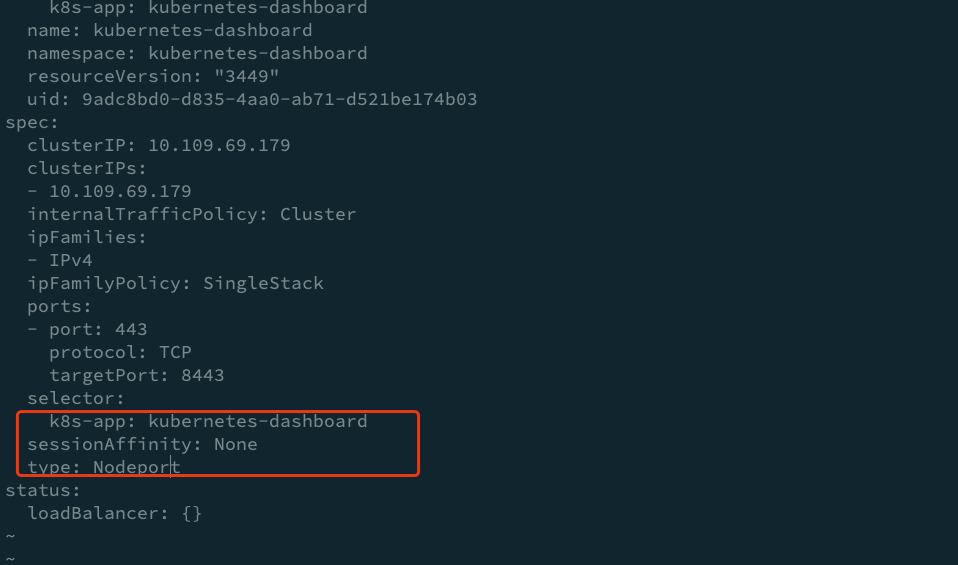 k8s-app: kubernetes-dashboard
  name: kubernetes-dashboard
  namespace: kubernetes-dashboard
  resourceVersion: "3449"
  uid: 9adc8bd0-d835-4aa0-ab71-d521be174b03
spec:
  clusterIP: 10.109.69.179
  clusterIPs:
  - 10.109.69.179
  internalTrafficPolicy: Cluster
  ipFamilies:
  - IPv4
  ipFamilyPolicy: SingleStack
  ports:
  - port: 443
    protocol: TCP
    targetPort: 8443
  selector:
    k8s-app: kubernetes-dashboard
  sessionAffinity: None
  type: Nodeport
status:
  loadBalancer: {}
~
~